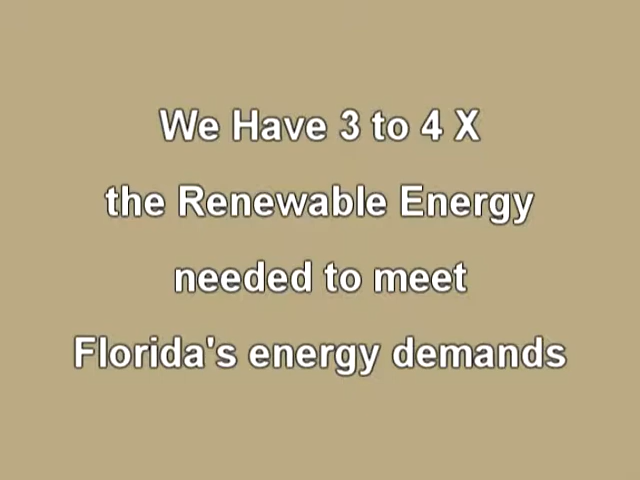 We Have 3 to 4 X
the Renewable Energy
needed to meet
Florida's energy demands